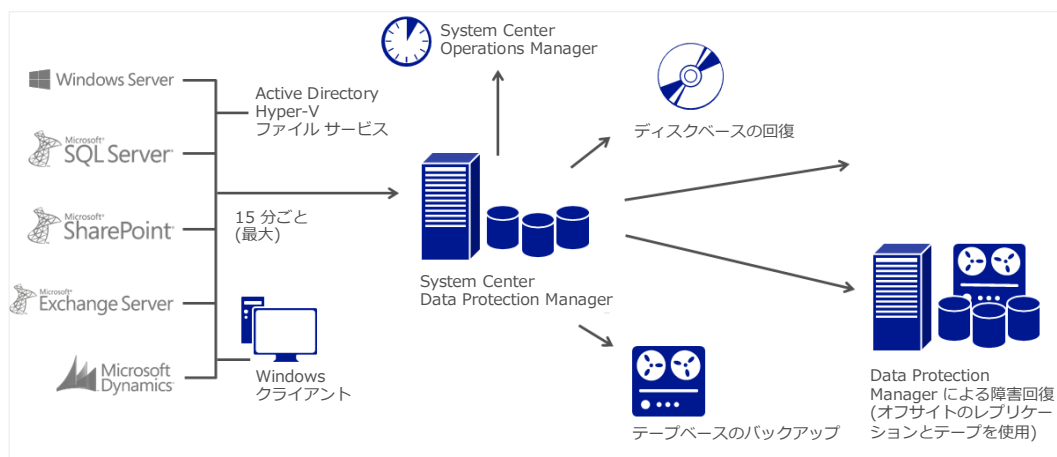 Windows Server
Microsoft®
SQL Server®
Microsoft®
SharePoint®
Microsoft®
Exchange Server
Microsoft
Dynamics
Active Directory
Hyper-V
ファイル サービス
15 分ごと
(最大)
Windows
クライアント
System Center
Operations Manager
System Center
Data Protection Manager
ディスクベースの回復
テープベースのバックアップ
Data Protection
Manager による障害回復
(オフサイトのレプリケー
ションとテープを使用)